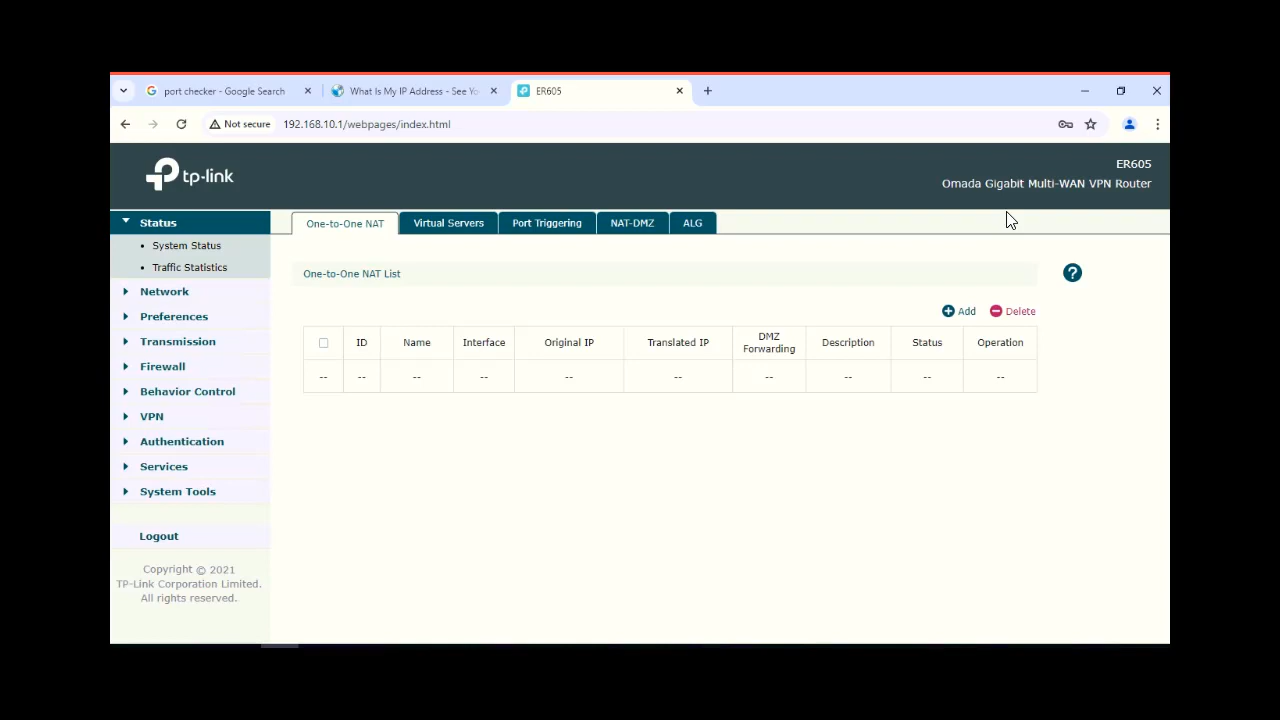 port checker - Google Search
What Is My IP Address - See Yo
ER605
Not secure
192.168.10.1/webpages/index.html
tp-link
ER605
Omada Gigabit Multi-WAN VPN Router
Status
System Status
Traffic Statistics
Network
Preferences
Transmission
Firewall
Behavior Control
VPN
Authentication
Services
System Tools
Logout
Copyright © 2021
TP-Link Corporation Limited.
All rights reserved.
One-to-One NAT Virtual Servers Port Triggering NAT-DMZ ALG
One-to-One NAT List
?
Add Delete
ID Name Interface Original IP Translated IP DMZ Forwarding Description Status Operation
-- -- -- -- -- -- -- -- -- --